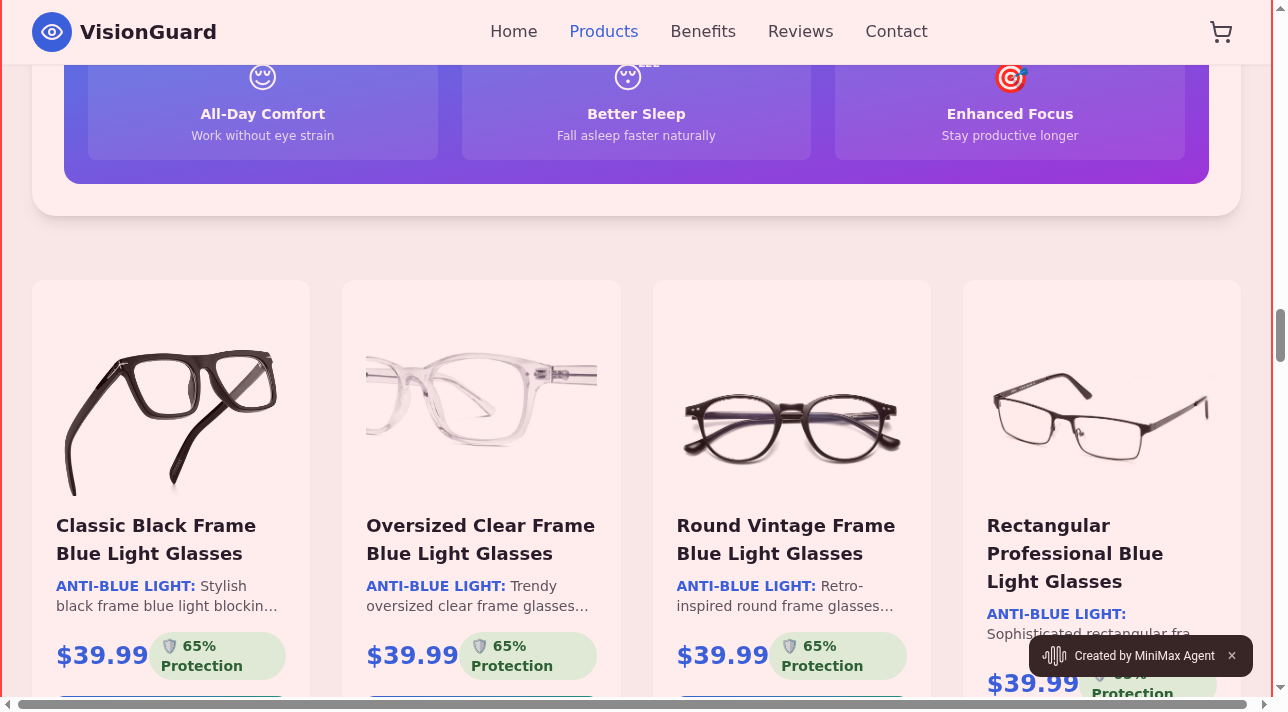 VisionGuard
Home Products Benefits Reviews Contact
All-Day Comfort
Work without eye strain
Better Sleep
Fall asleep faster naturally
Enhanced Focus
Stay productive longer
Classic Black Frame
Blue Light Glasses
ANTI-BLUE LIGHT: Stylish
black frame blue light blockin...
$39.99
65%
Protection
Oversized Clear Frame
Blue Light Glasses
ANTI-BLUE LIGHT: Trendy
oversized clear frame glasses...
$39.99
65%
Protection
Round Vintage Frame
Blue Light Glasses
ANTI-BLUE LIGHT: Retro-
inspired round frame glasses...
$39.99
65%
Protection
Rectangular
Professional Blue
Light Glasses
ANTI-BLUE LIGHT:
Sophisticated rectangular fra...
$39.99
65%
Protection
Created by MiniMax Agent ×